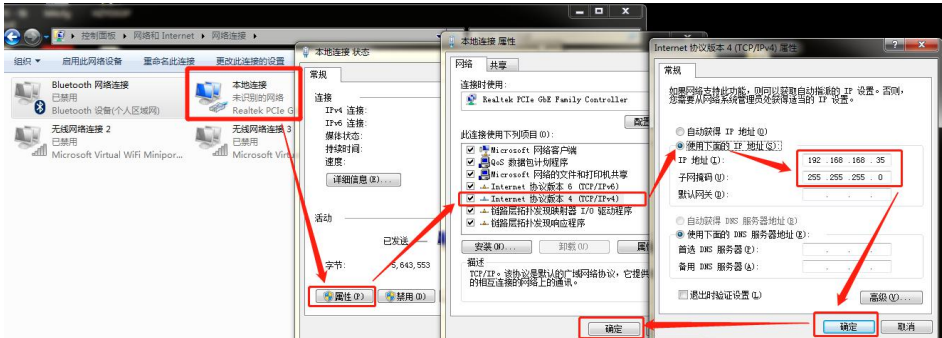 控制面板 ▸ 网络和 Internet ▸ 网络连接 ▸
组织 ▼ 启用此网络设备 重命名此连接 更改此连接的设置
Bluetooth 网络连接
已禁用
Bluetooth 设备(个人区域网)
本地连接
未识别的网络
Realtek PCIe G
无线网络连接 2
已禁用
Microsoft Virtual WiFi Minipor...
无线网络连接 3
已禁用
Microsoft Virtu
本地连接 状态
常规
连接
IPv4 连接:
IPv6 连接:
媒体状态:
持续时间:
速度:
详细信息(E)...
活动
已发送
字节: 5,643,553
属性(P) 禁用(D)
本地连接 属性
网络 共享
连接时使用:
Realtek PCIe GbE Family Controller
配置
此连接使用下列项目(O):
Microsoft 网络客户端
QoS 数据包计划程序
Microsoft 网络的文件和打印机共享
Internet 协议版本 6 (TCP/IPv6)
Internet 协议版本 4 (TCP/IPv4)
链路层拓扑发现映射器 I/O 驱动程序
链路层拓扑发现响应程序
安装(N)... 卸载(U) 属
描述
TCP/IP。该协议是默认的广域网络协议，它提供
的相互连接的网络上的通讯。
确定
Internet 协议版本 4 (TCP/IPv4) 属性
常规
如果网络支持此功能，则可以获取自动指派的 IP 设置。否则，
您需要从网络系统管理员处获得适当的 IP 设置。
自动获得 IP 地址(O)
使用下面的 IP 地址(S):
IP 地址(I): 192 .168 .168 . 35
子网掩码(U): 255 .255 .255 . 0
默认网关(D):
自动获得 DNS 服务器地址(B)
使用下面的 DNS 服务器地址(E):
首选 DNS 服务器(P):
备用 DNS 服务器(A):
退出时验证设置(L) 高级(V)...
确定 取消